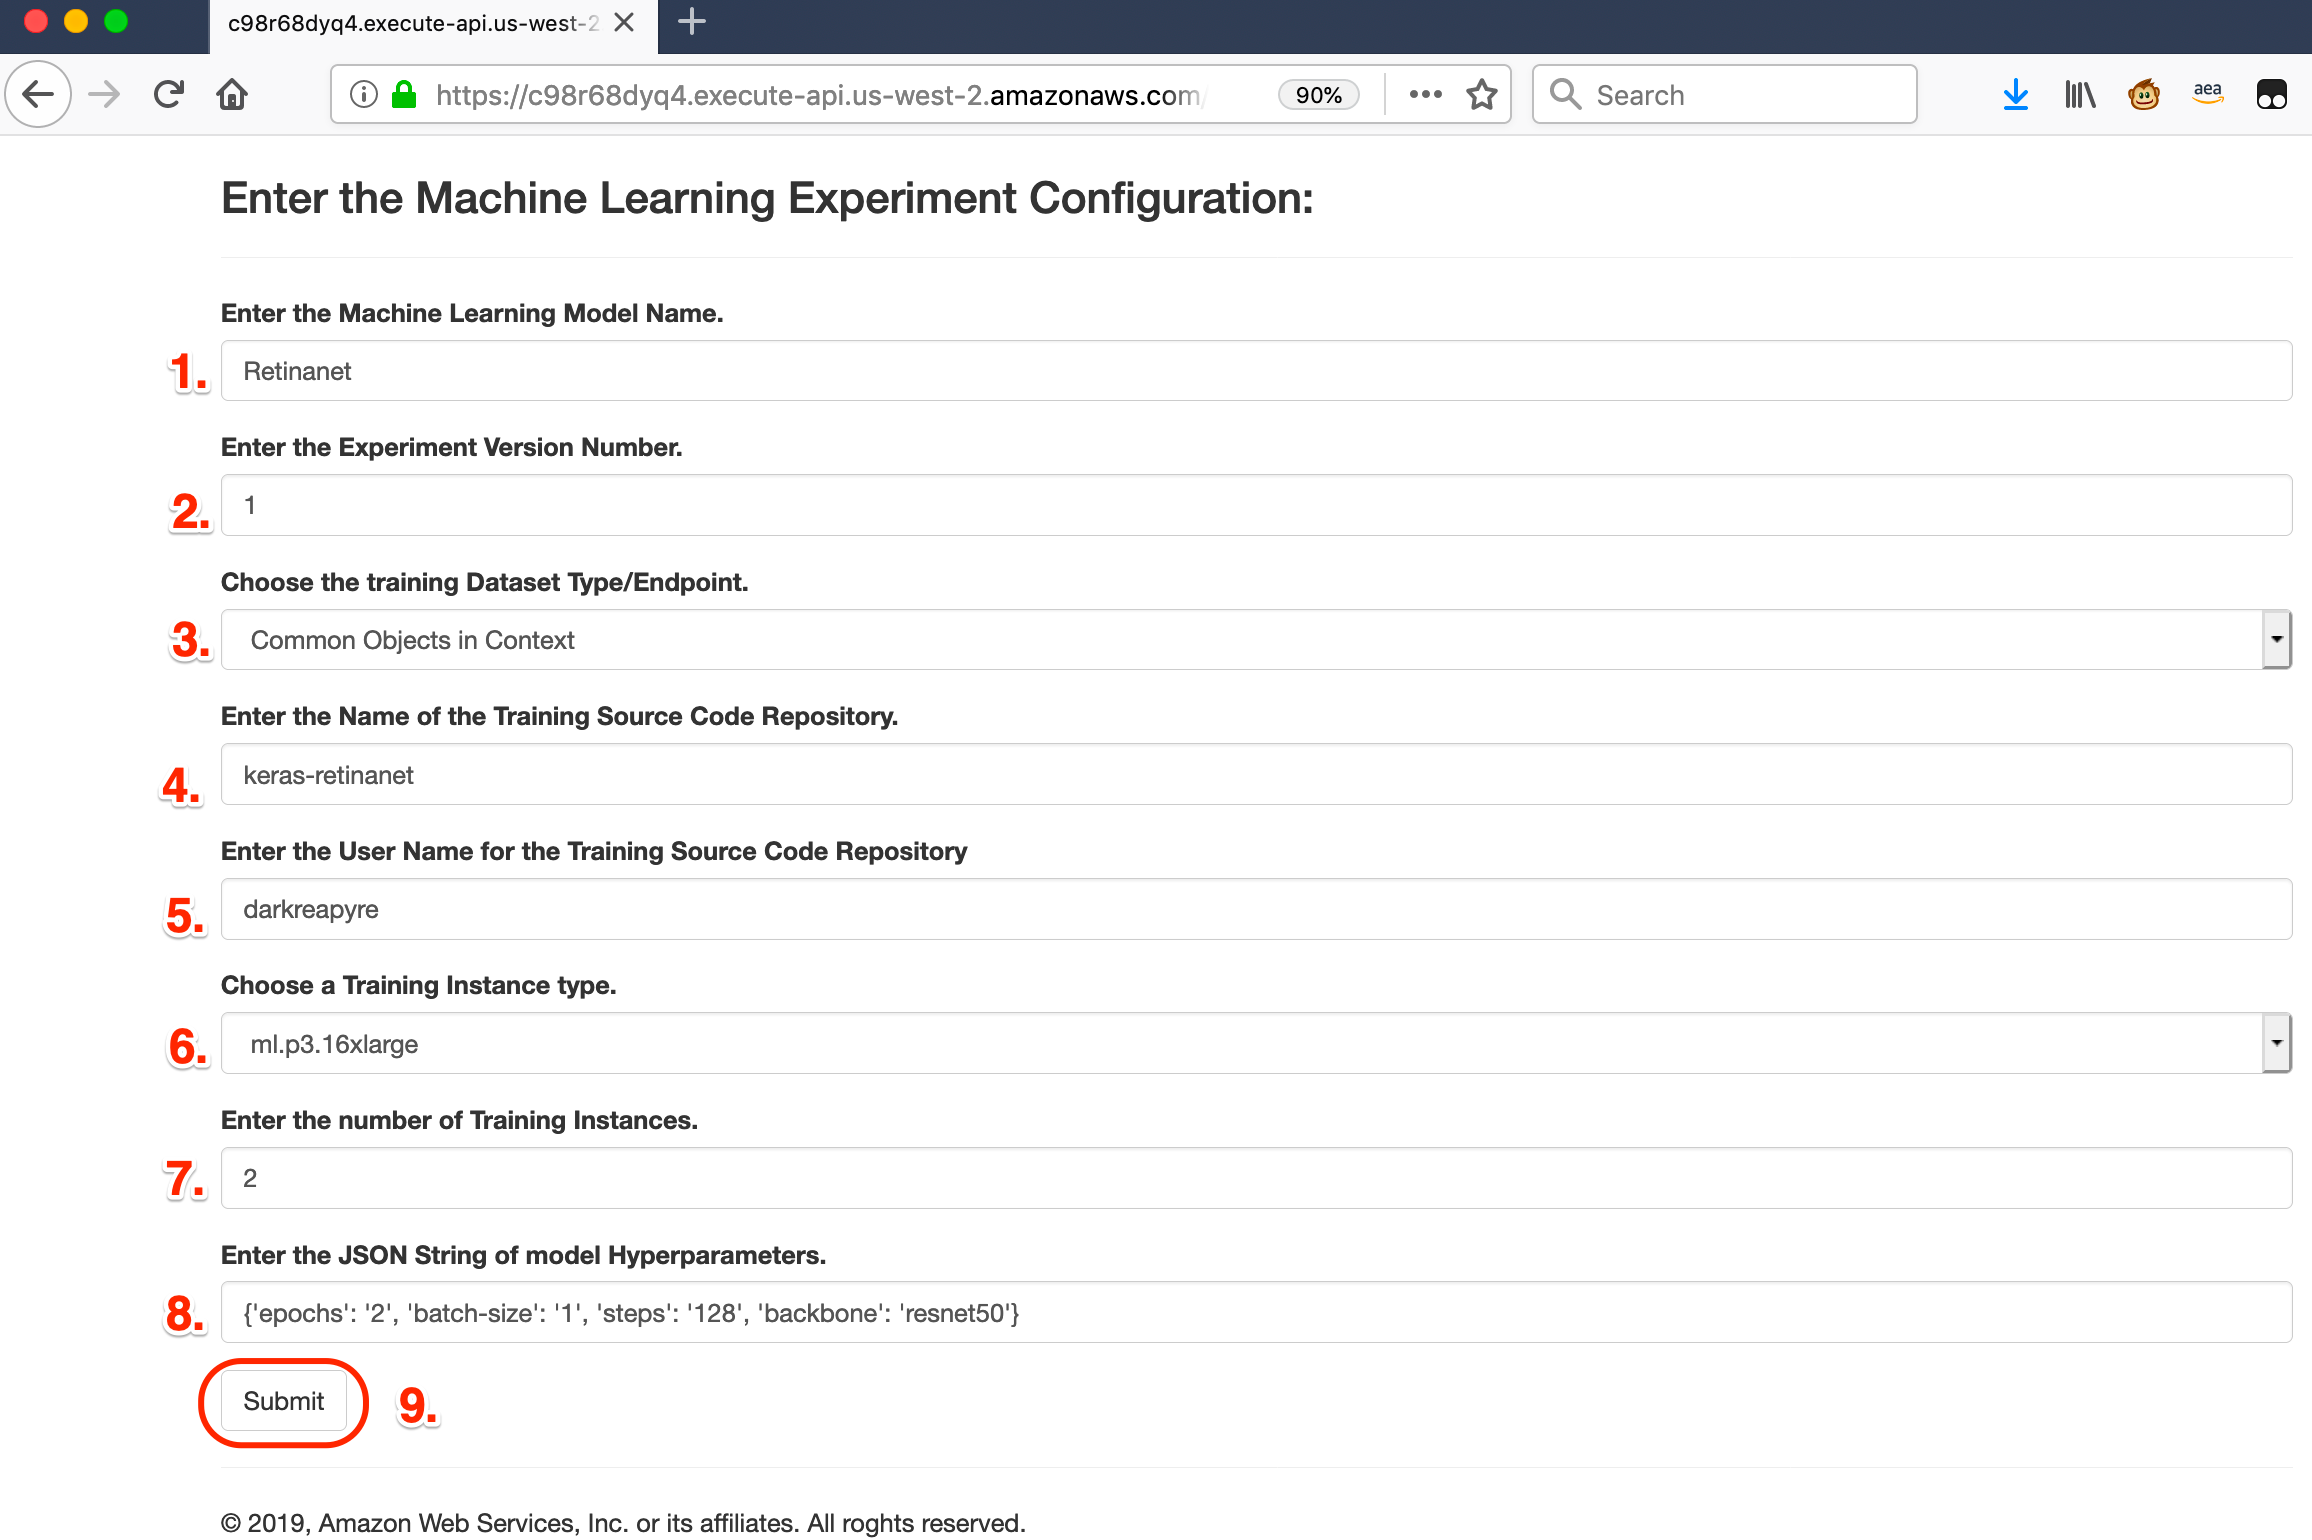 c98r68dyq4.execute-api.us-west-2
https://c98r68dyq4.execute-api.us-west-2.amazonaws.com/
90%
Search
aea
Enter the Machine Learning Experiment Configuration:
Enter the Machine Learning Model Name.
1. Retinanet
Enter the Experiment Version Number.
2. 1
Choose the training Dataset Type/Endpoint.
3. Common Objects in Context
Enter the Name of the Training Source Code Repository.
4. keras-retinanet
Enter the User Name for the Training Source Code Repository
5. darkreapyre
Choose a Training Instance type.
6. ml.p3.16xlarge
Enter the number of Training Instances.
7. 2
Enter the JSON String of model Hyperparameters.
8. {'epochs': '2', 'batch-size': '1', 'steps': '128', 'backbone': 'resnet50'}
Submit 9.
© 2019, Amazon Web Services, Inc. or its affiliates. All roghts reserved.